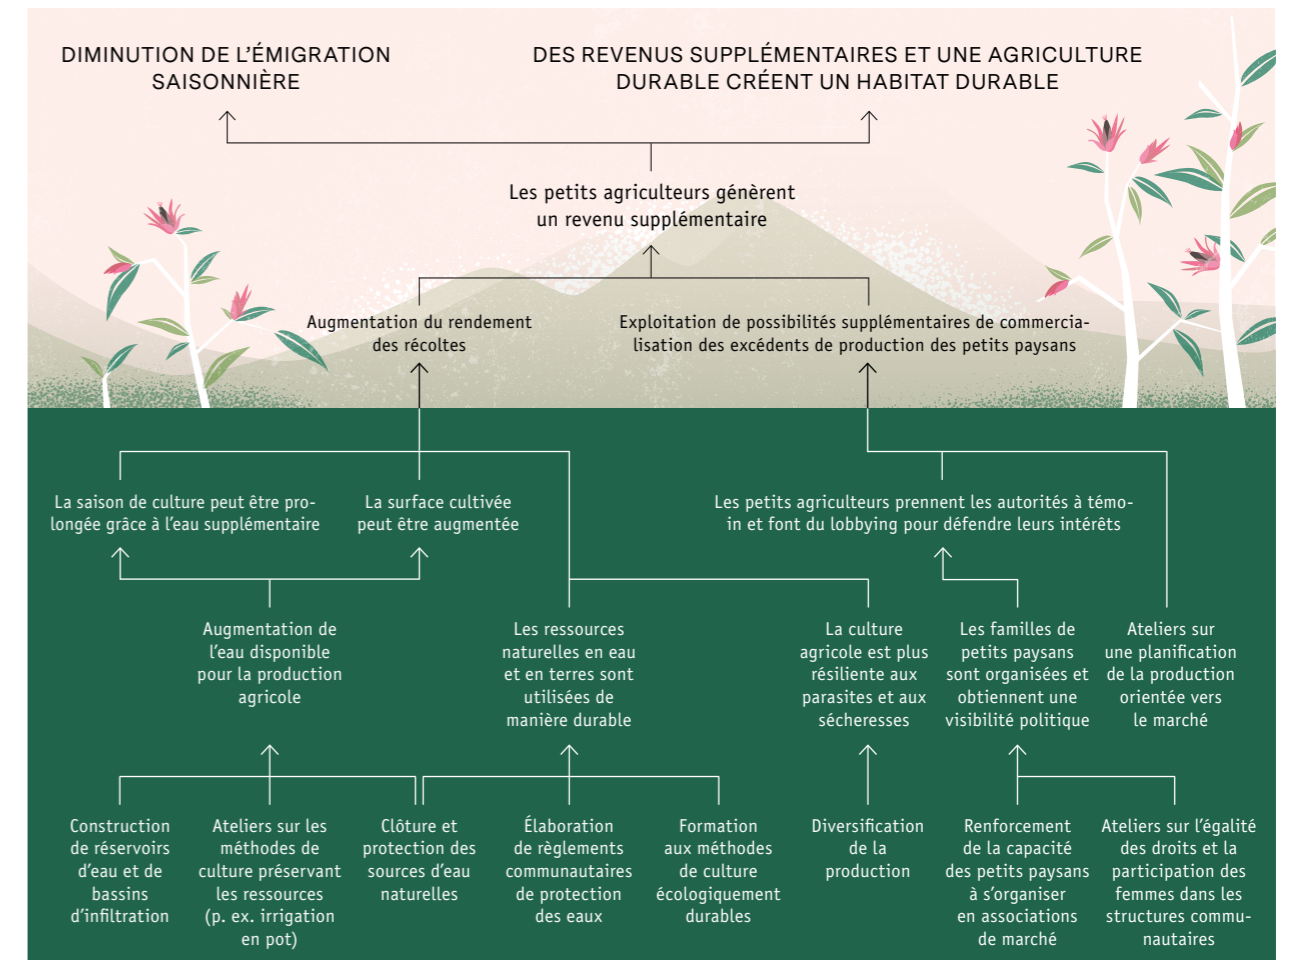 DIMINUTION DE L’ÉMIGRATION
SAISONNIÈRE
DES REVENUS SUPPLÉMENTAIRES ET UNE AGRICULTURE
DURABLE CRÉENT UN HABITAT DURABLE
Les petits agriculteurs génèrent
un revenu supplémentaire
Augmentation du rendement
des récoltes
Exploitation de possibilités supplémentaires de commercia-
lisation des excédents de production des petits paysans
La saison de culture peut être pro-
longée grâce à l’eau supplémentaire
La surface cultivée
peut être augmentée
Les petits agriculteurs prennent les autorités à témo-
in et font du lobbying pour défendre leurs intérêts
Augmentation de
l’eau disponible
pour la production
agricole
Les ressources
naturelles en eau
et en terres sont
utilisées de
manière durable
La culture
agricole est plus
résiliente aux
parasites et aux
sécheresses
Les familles de
petits paysans
sont organisées et
obtiennent une
visibilité politique
Ateliers sur
une planification
de la production
orientée vers
le marché
Construction
de réservoirs
d’eau et de
bassins
d’infiltration
Ateliers sur les
méthodes de
culture préservant
les ressources
(p. ex. irrigation
en pot)
Clôture et
protection des
sources d’eau
naturelles
Élaboration
de règlements
communautaires
de protection
des eaux
Formation
aux méthodes
de culture
écologiquement
durables
Diversification
de la
production
Renforcement
de la capacité
des petits paysans
à s’organiser
en associations
de marché
Ateliers sur l’égalité
des droits et la
participation des
femmes dans les
structures commu-
nautaires